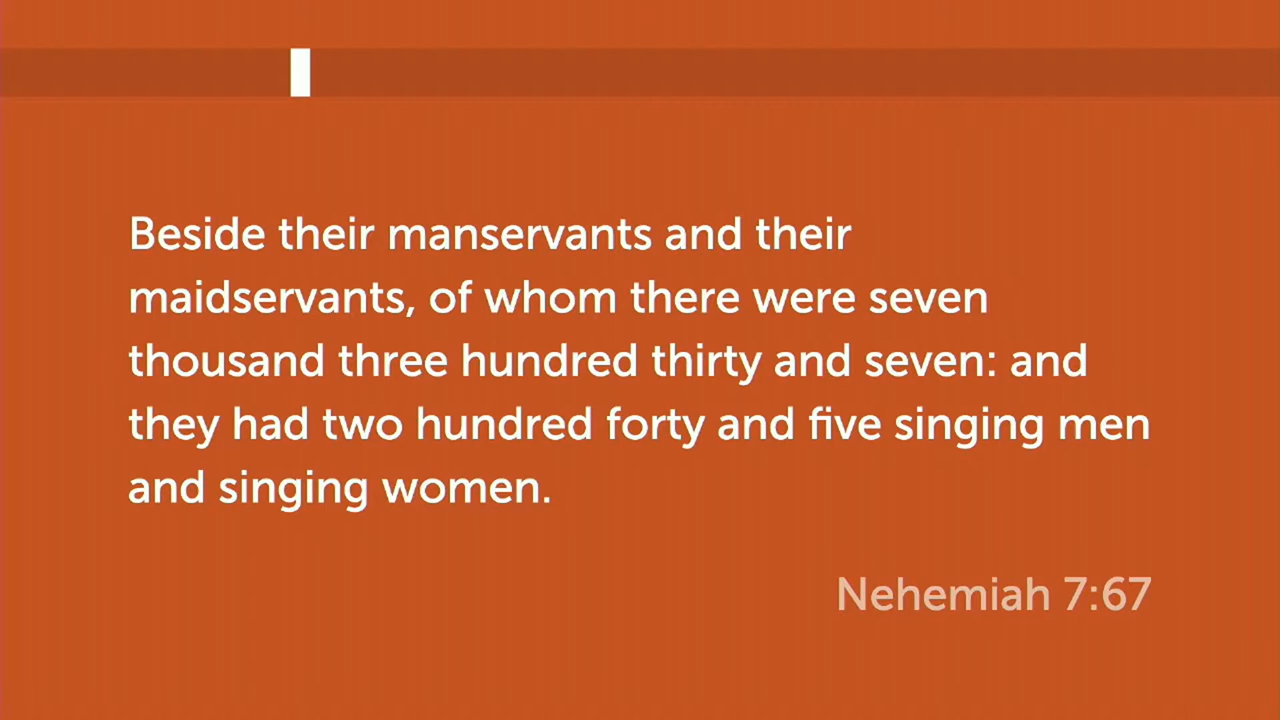 Beside their manservants and their
maidservants, of whom there were seven
thousand three hundred thirty and seven: and
they had two hundred forty and five singing men
and singing women.
Nehemiah 7:67